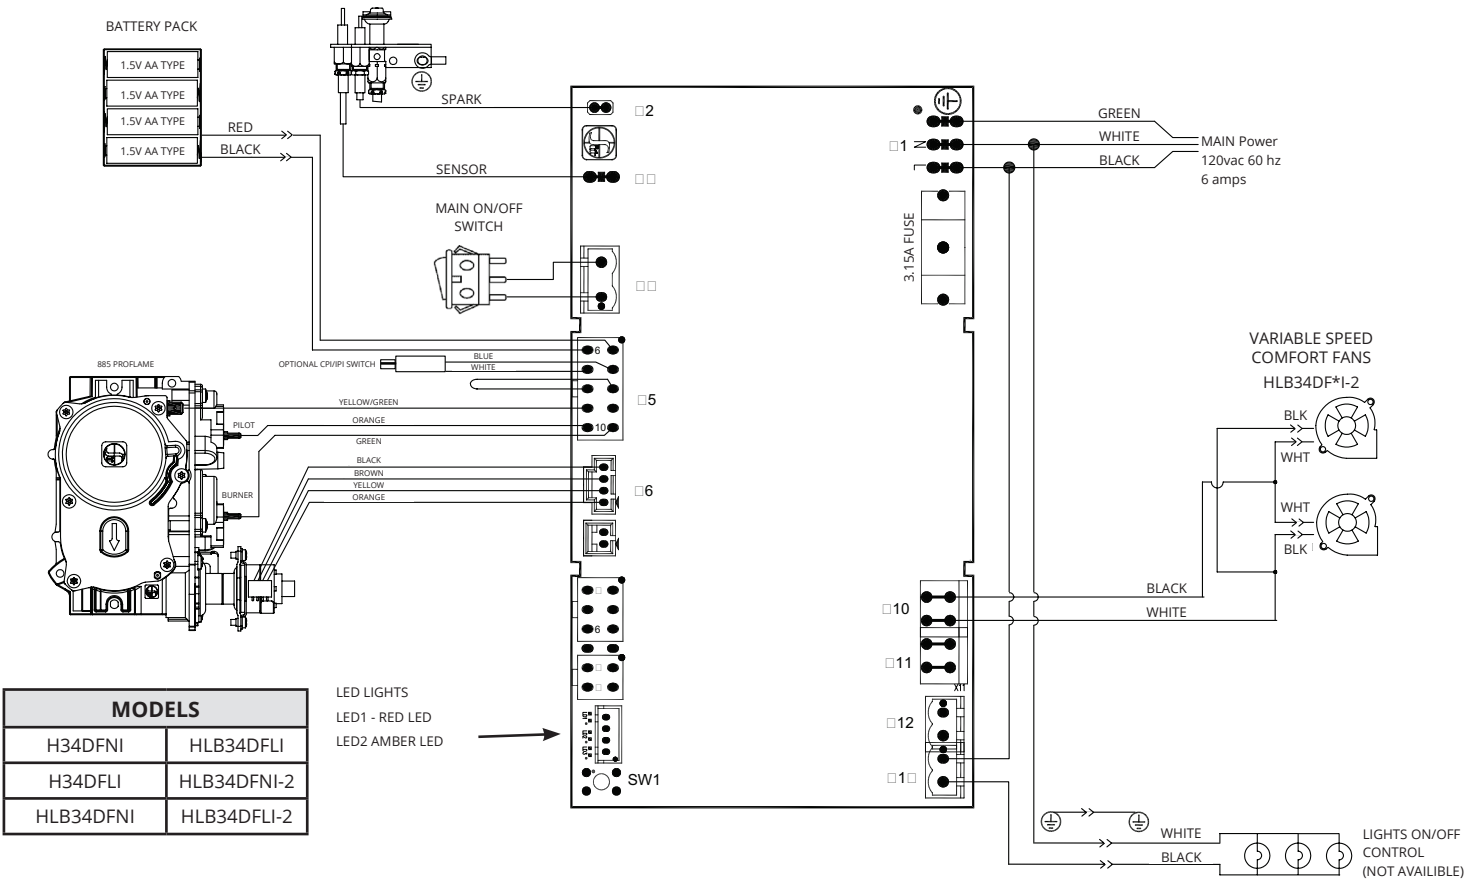 BATTERY PACK
1.5V AA TYPE
1.5V AA TYPE
1.5V AA TYPE
1.5V AA TYPE
RED
BLACK
SPARK
SENSOR
MAIN ON/OFF
SWITCH
2
1
N
L
GREEN
WHITE
BLACK
MAIN Power
120vac 60 hz
6 amps
3.15A FUSE
885 PROFLAME
OPTIONAL CPI/IPI SWITCH
BLUE
WHITE
6
5
YELLOW/GREEN
PILOT
ORANGE
10
GREEN
BLACK
BROWN
YELLOW
ORANGE
6
BURNER
6
VARIABLE SPEED
COMFORT FANS
HLB34DF*I-2
BLK
WHT
WHT
BLK
BLACK
WHITE
10
11
X11
12
1
LED LIGHTS
LED1 - RED LED
LED2 AMBER LED
SW1
MODELS
H34DFNI HLB34DFLI
H34DFLI HLB34DFNI-2
HLB34DFNI HLB34DFLI-2
WHITE
BLACK
LIGHTS ON/OFF
CONTROL
(NOT AVAILIBLE)